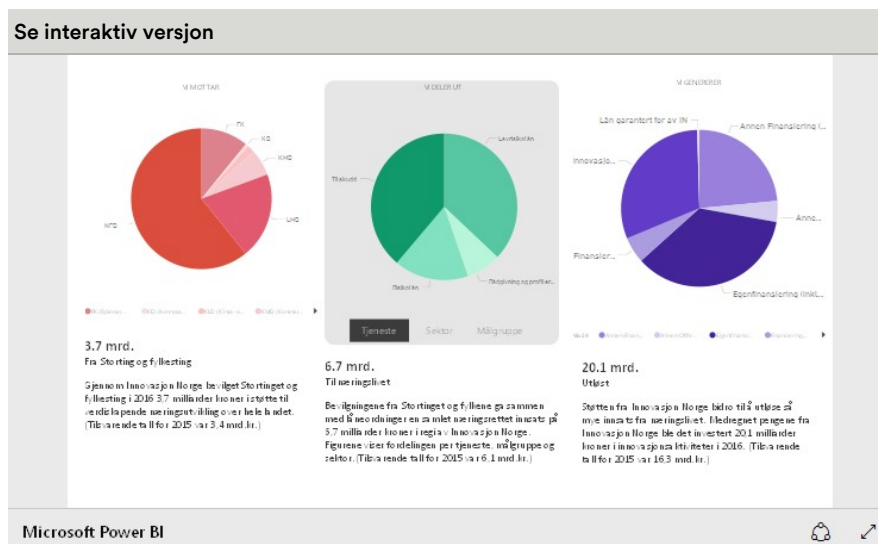 Se interaktiv versjon
VI MOTTAR
FK
KD
KMD
LMD
NFD
3.7 mrd.
Fra Storting og fylkesting
Gjennom Innovasjon Norge bevilget Stortinget og
fylkesting i 2016 3,7 milliarder kroner i støtte til
verdiskapende næringsutvikling over hele landet.
(Tilsvarende tall for 2015 var 3,4 mrd.kr.)
VI DELER UT
Lavrisikolån
Tilskudd
Risikolån
Rådgivning og profiler...
Tjeneste Sektor Målgruppe
6.7 mrd.
Til næringslivet
Bevilgningene fra Stortinget og fylkene ga sammen
med låneordninger en samlet næringsrettet innsats på
6,7 milliarder kroner i regi av Innovasjon Norge.
Figurene viser fordelingen per tjeneste, målgruppe og
sektor. (Tilsvarende tall for 2015 var 6,1 mrd.kr.)
VI GENERERER
Lån garantert for av IN
Annen Finansiering i...
Innovasjo...
Anne...
Finansier...
Egenfinansiering (inkl...
20.1 mrd.
Utløst
Støtten fra Innovasjon Norge bidro til å utløse så
mye innsats fra næringslivet. Medregnet pengene fra
Innovasjon Norge ble det investert 20,1 milliarder
kroner i innovasjonsaktiviteter i 2016. (Tilsvarende
tall for 2015 var 16,3 mrd.kr.)
Microsoft Power BI